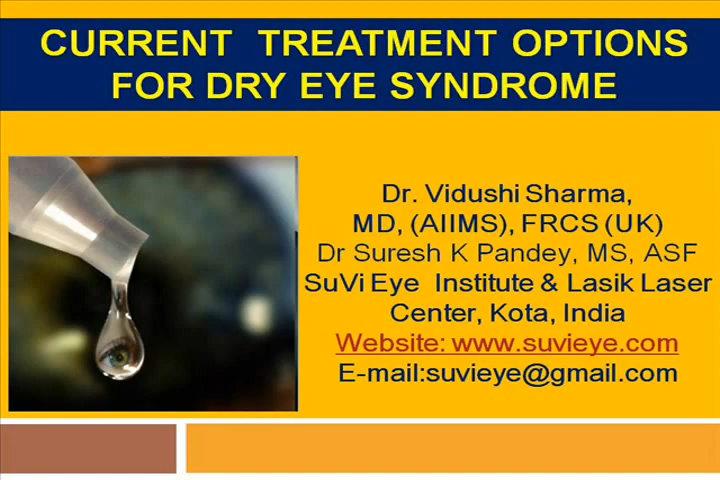 CURRENT TREATMENT OPTIONS
FOR DRY EYE SYNDROME
Dr. Vidushi Sharma,
MD, (AIIMS), FRCS (UK)
Dr Suresh K Pandey, MS, ASF
SuVi Eye Institute & Lasik Laser
Center, Kota, India
Website: www.suvieye.com
E-mail:suvieye@gmail.com